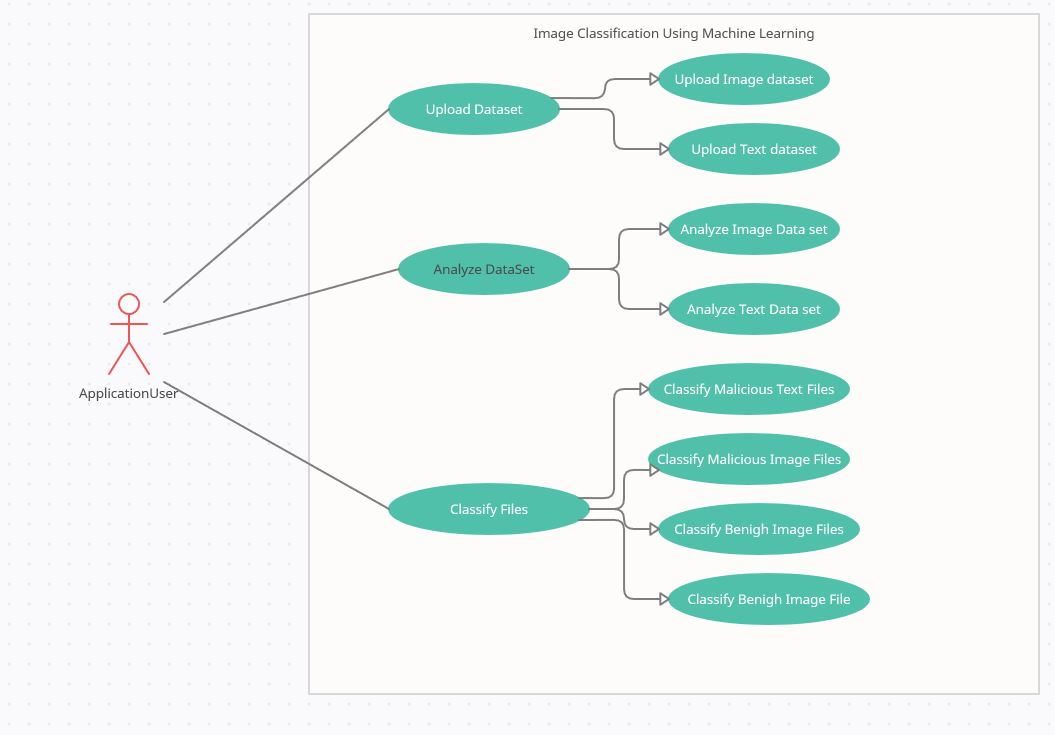 Image Classification Using Machine Learning
Upload Dataset
Upload Image dataset
Upload Text dataset
Analyze DataSet
Analyze Image Data set
Analyze Text Data set
ApplicationUser
Classify Files
Classify Malicious Text Files
Classify Malicious Image Files
Classify Benigh Image Files
Classify Benigh Image File